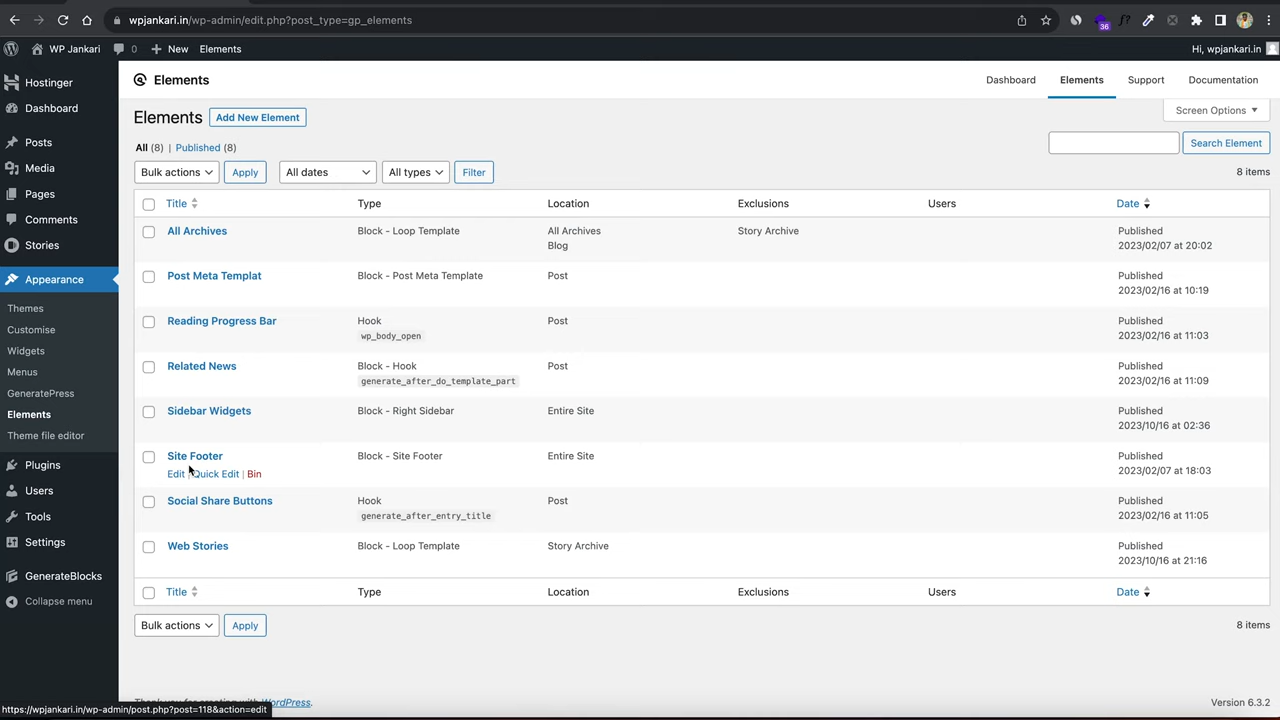 wpjankari.in/wp-admin/edit.php?post_type=gp_elements
36
WP Jankari 0 New Elements Hi, wpjankari.in
Hostinger
Dashboard
Posts
Media
Pages
Comments
Stories
Appearance
Themes
Customise
Widgets
Menus
GeneratePress
Elements
Theme file editor
Plugins
Users
Tools
Settings
GenerateBlocks
Collapse menu
Elements Dashboard Elements Support Documentation
Elements Add New Element Screen Options
All (8) | Published (8)
Search Element
Bulk actions Apply All dates All types Filter 8 items
Title Type Location Exclusions Users Date
All Archives Block - Loop Template All Archives Story Archive Published
Blog 2023/02/07 at 20:02
Post Meta Templat Block - Post Meta Template Post Published
2023/02/16 at 10:19
Reading Progress Bar Hook Post Published
wp_body_open 2023/02/16 at 11:03
Related News Block - Hook Post Published
generate_after_do_template_part 2023/02/16 at 11:09
Sidebar Widgets Block - Right Sidebar Entire Site Published
2023/10/16 at 02:36
Site Footer Block - Site Footer Entire Site Published
Edit | Quick Edit | Bin 2023/02/07 at 18:03
Social Share Buttons Hook Post Published
generate_after_entry_title 2023/02/16 at 11:05
Web Stories Block - Loop Template Story Archive Published
2023/10/16 at 21:16
Title Type Location Exclusions Users Date
Bulk actions Apply 8 items
Thank you for creating with WordPress. Version 6.3.2
https://wpjankari.in/wp-admin/post.php?post=118&action=edit